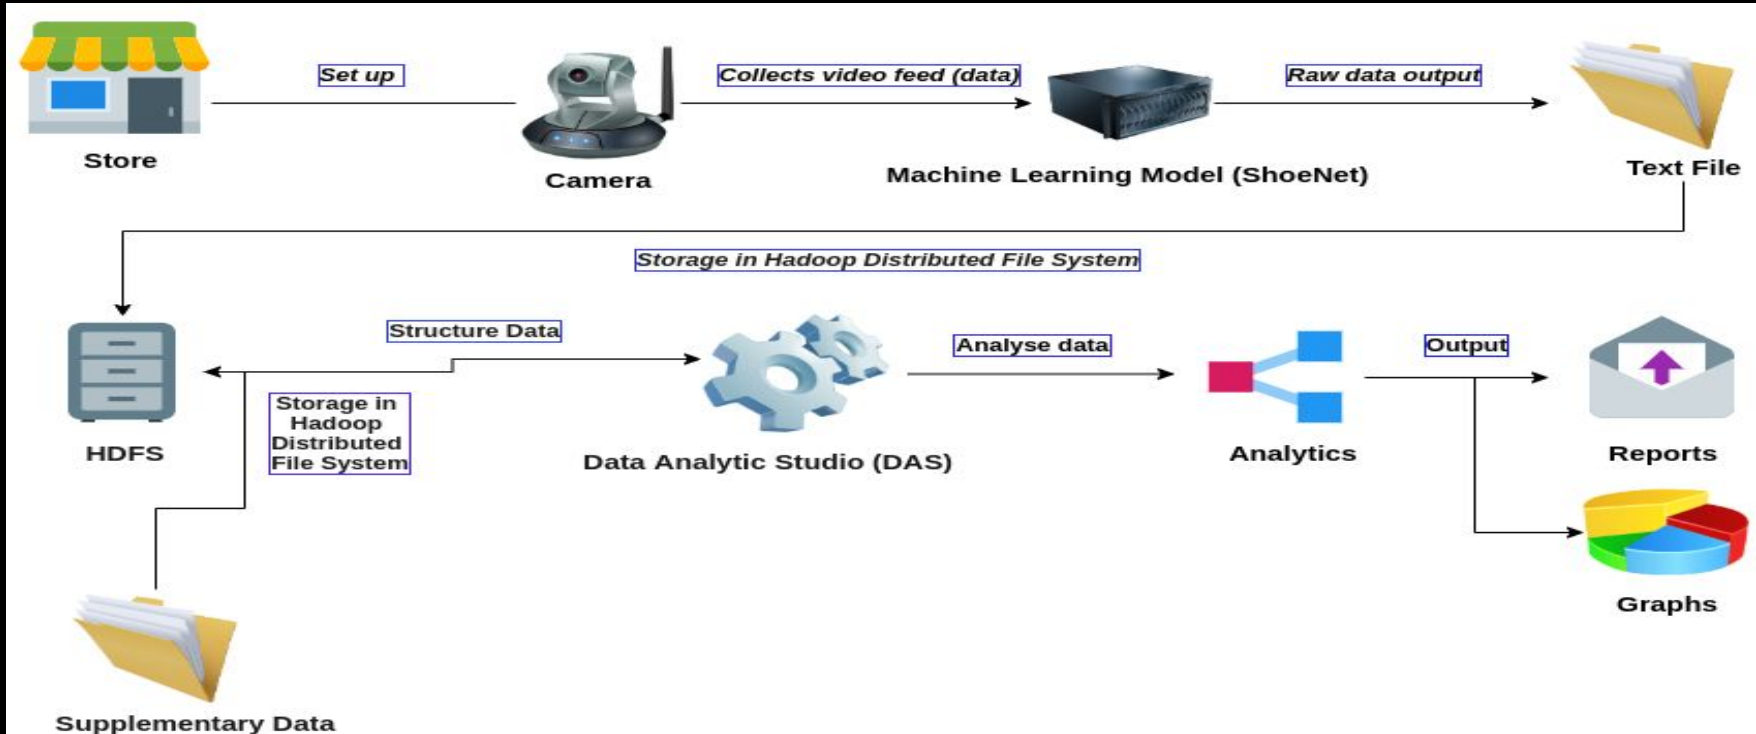 Set up
Collects video feed (data)
Raw data output
Store
Camera
Machine Learning Model (ShoeNet)
Text File
Storage in Hadoop Distributed File System
Structure Data
Analyse data
Output
Storage in
Hadoop
Distributed
File System
HDFS
Data Analytic Studio (DAS)
Analytics
Reports
Graphs
Supplementary Data